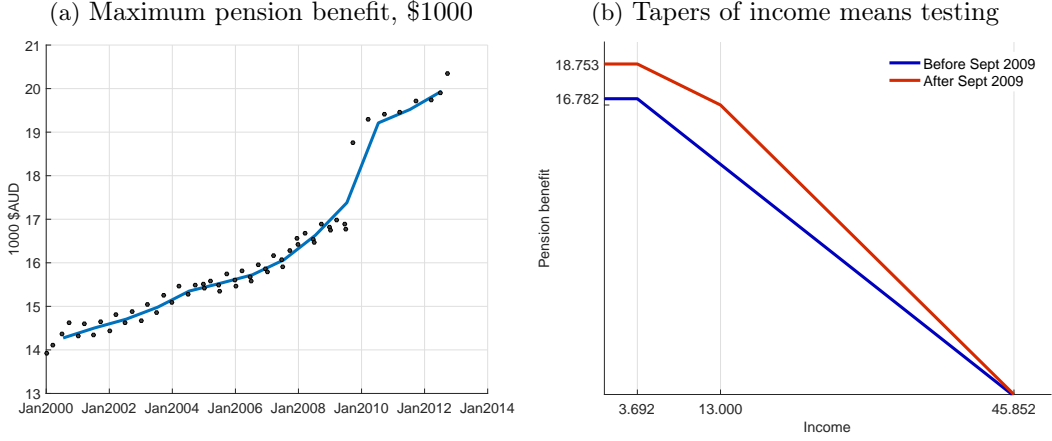 (a) Maximum pension benefit, $1000
21
20
19
18
17
16
15
14
13
1000 $AUD
Jan2000 Jan2002 Jan2004 Jan2006 Jan2008 Jan2010 Jan2012 Jan2014
(b) Tapers of income means testing
18.753
16.782
Pension benefit
Before Sept 2009
After Sept 2009
3.692 13.000 45.852
Income